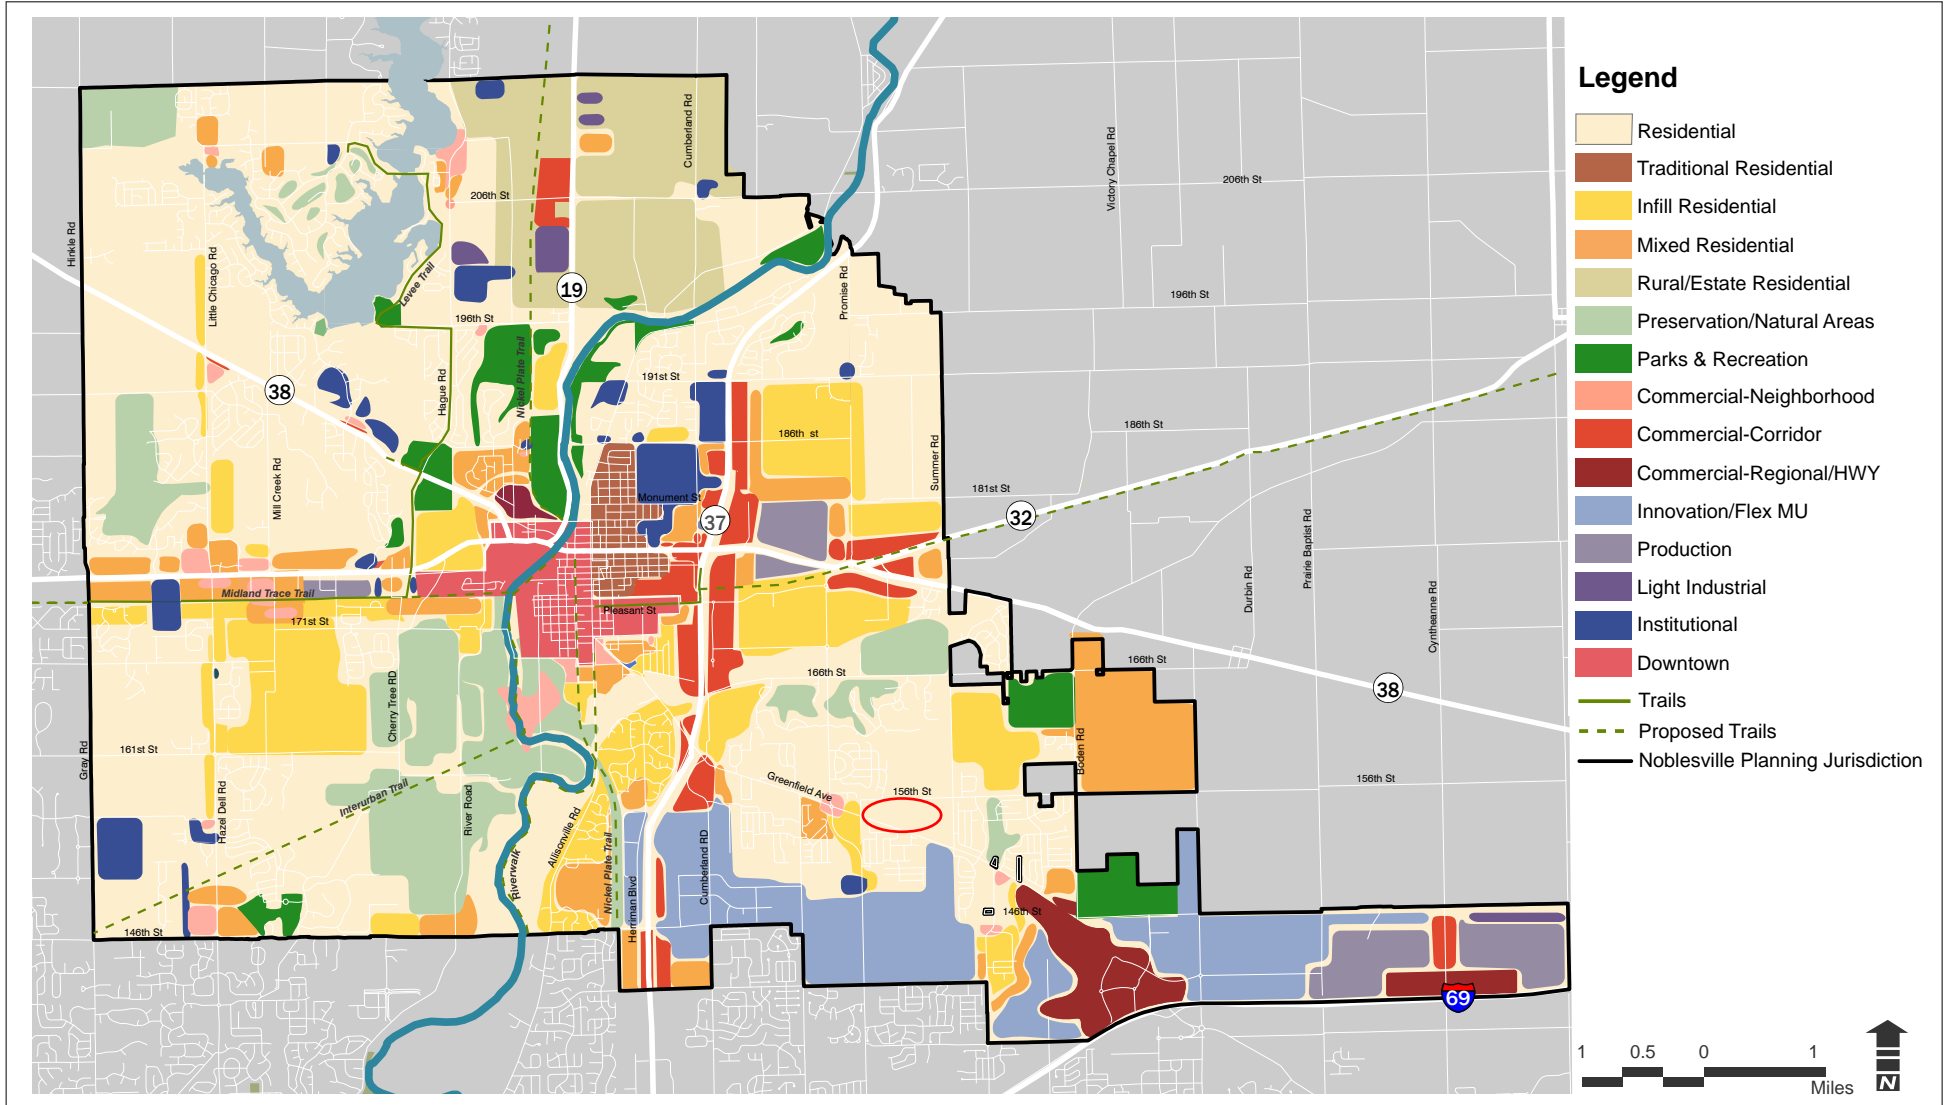 Legend
Residential
Traditional Residential
Infill Residential
Mixed Residential
Rural/Estate Residential
Preservation/Natural Areas
Parks & Recreation
Commercial-Neighborhood
Commercial-Corridor
Commercial-Regional/HWY
Innovation/Flex MU
Production
Light Industrial
Institutional
Downtown
Trails
Proposed Trails
Noblesville Planning Jurisdiction
1 0.5 0 1
Miles
N
Cumberland Rd
Victory Chapel Rd
206th St
206th St
Hinkle Rd
Little Chicago Rd
Levee Trail
19
Promise Rd
196th St
196th St
Nickel Plate Trail
191st St
38
Hague Rd
186th st
186th St
Summer Rd
Mill Creek Rd
181st St
Monument St
37
32
Prairie Baptist Rd
Durbin Rd
Cyntheanne Rd
Midland Trace Trail
Pleasant St
171st St
166th St
166th St
38
Cherry Tree RD
161st St
Gray Rd
Boden Rd
Greenfield Ave
156th St
156th St
Interurban Trail
River Road
Hazel Dell Rd
Allisonville Rd
Nickel Plate Trail
Cumberland RD
Riverwalk
Herriman Blvd
146th St
146th St
69